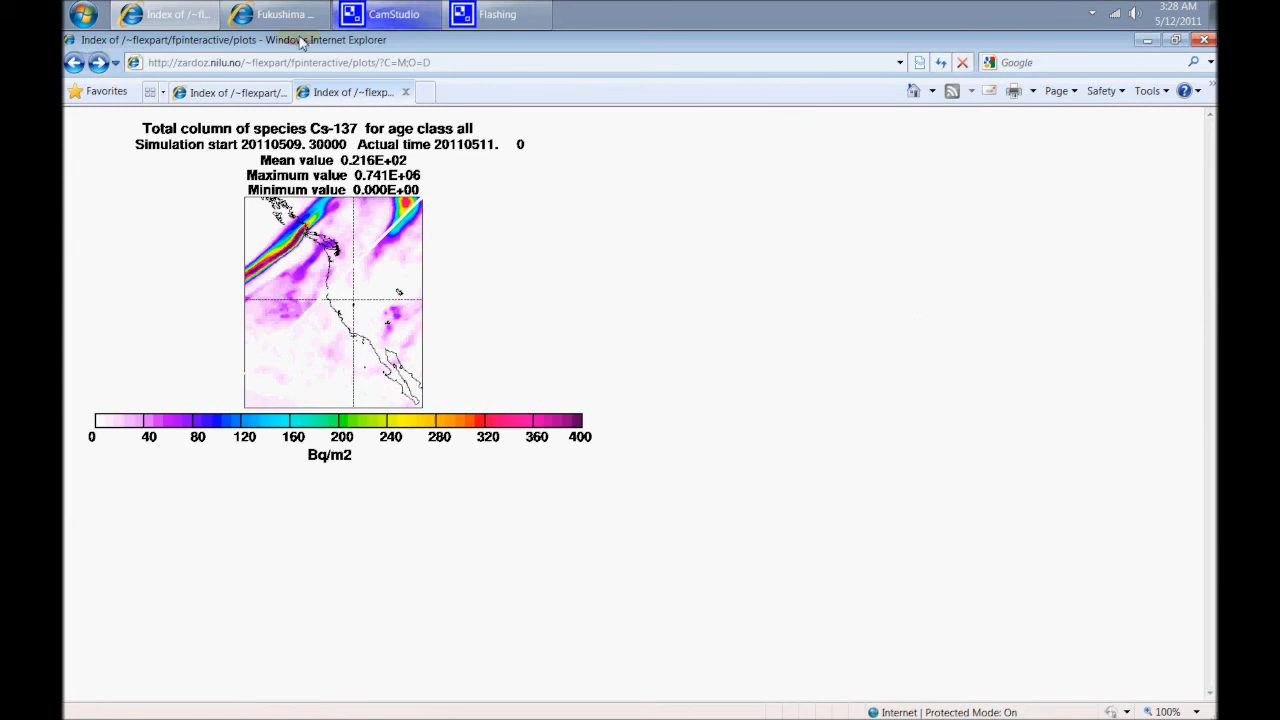 Index of /~fl...
Fukushima ...
CamStudio
Flashing
3:28 AM
5/12/2011
Index of /~flexpart/fpinteractive/plots - Windows Internet Explorer
http://zardoz.nilu.no/~flexpart/fpinteractive/plots/?C=M;O=D
Google
Favorites
Index of /~flexpart/...
Index of /~flexp...
Page
Safety
Tools
Total column of species Cs-137 for age class all
Simulation start 20110509. 30000 Actual time 20110511. 0
Mean value 0.216E+02
Maximum value 0.741E+06
Minimum value 0.000E+00
0 40 80 120 160 200 240 280 320 360 400
Bq/m2
Internet | Protected Mode: On
100%